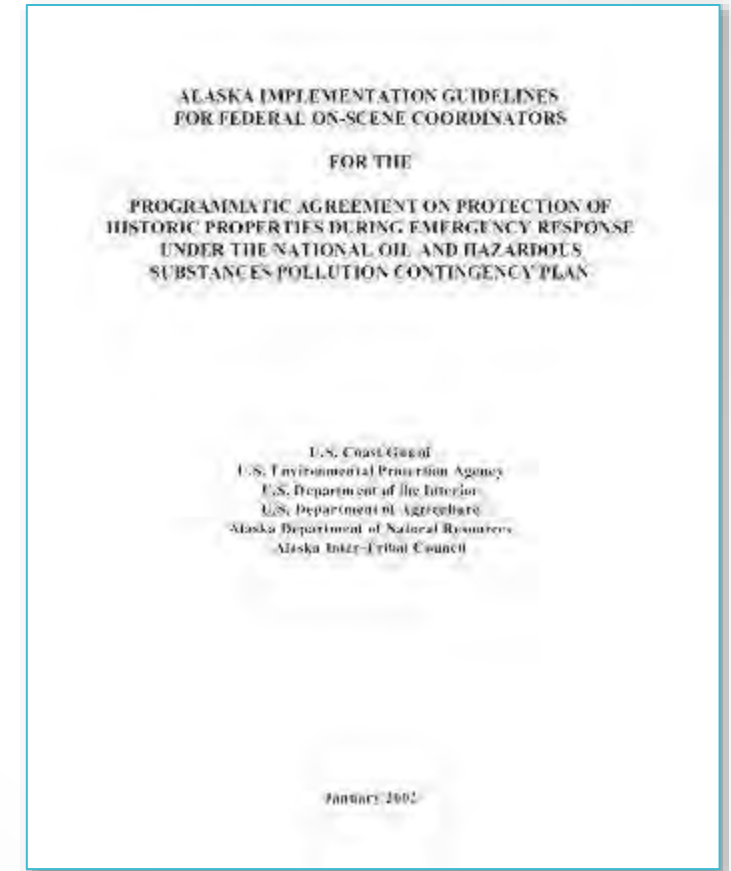 ALASKA IMPLEMENTATION GUIDELINES
FOR FEDERAL ON-SCENE COORDINATORS
FOR THE
PROGRAMMATIC AGREEMENT ON PROTECTION OF
HISTORIC PROPERTIES DURING EMERGENCY RESPONSE
UNDER THE NATIONAL OIL AND HAZARDOUS
SUBSTANCES POLLUTION CONTINGENCY PLAN
U.S. Coast Guard
U.S. Environmental Protection Agency
U.S. Department of the Interior
U.S. Department of Agriculture
Alaska Department of Natural Resources
Alaska Inter-Tribal Council
January 2002